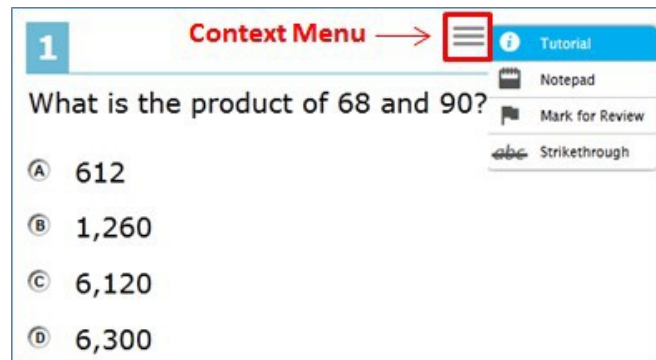 1
Context Menu
Tutorial
Notepad
What is the product of 68 and 90?
Mark for Review
abc Strikethrough
A 612
B 1,260
C 6,120
D 6,300